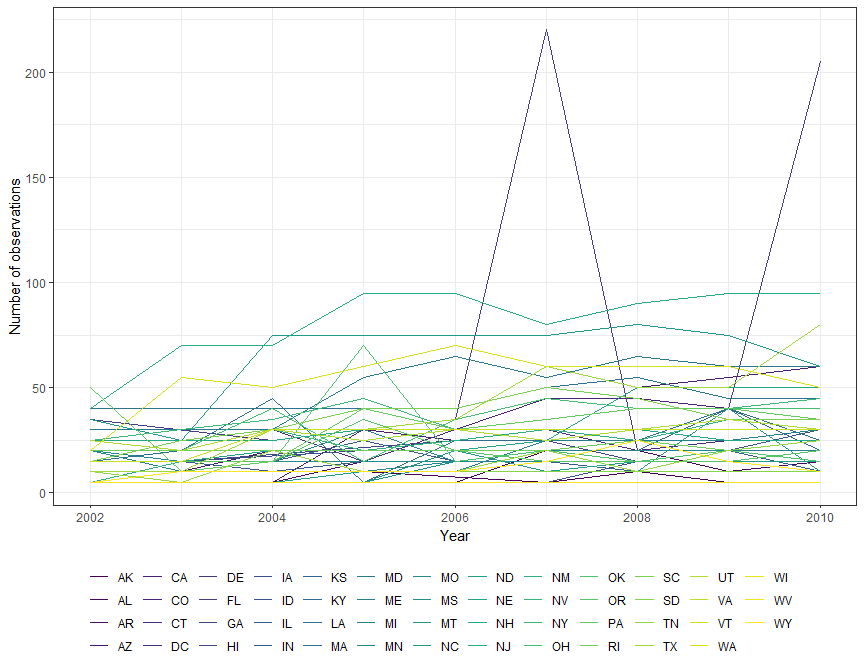 200
150
100
50
0
Number of observations
2002 2004 2006 2008 2010
Year
AK CA DE IA KS MD MO ND NM OK SC UT WI
AL CO FL ID KY ME MS NE NV OR SD VA WV
AR CT GA IL LA MI MT NH NY PA TN VT WY
AZ DC HI IN MA MN NC NJ OH RI TX WA